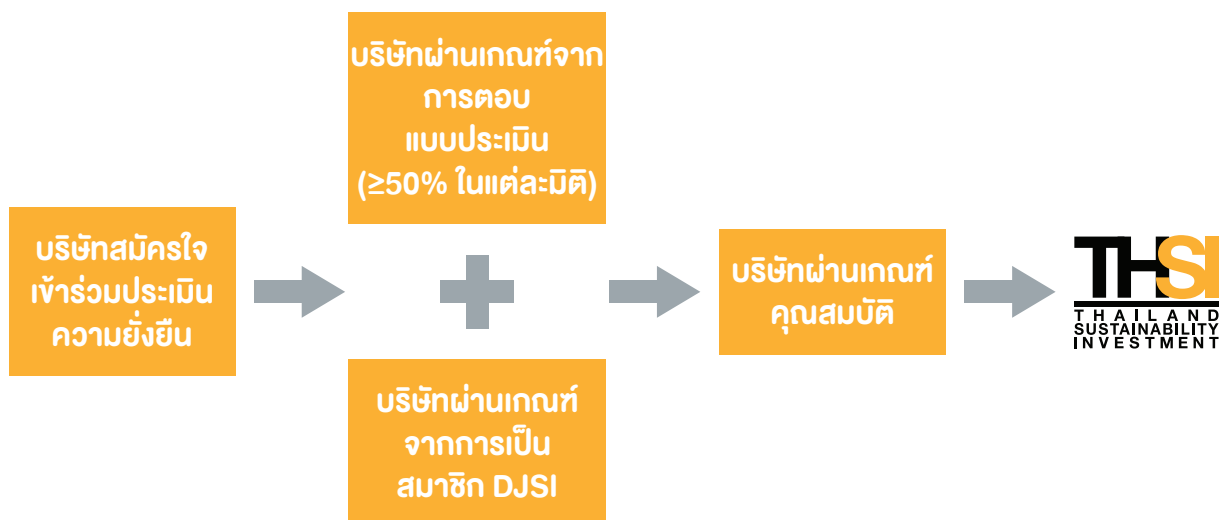 บริษัทสมัครใจ
เข้าร่วมประเมิน
ความยั่งยืน
บริษัทผ่านเกณฑ์จาก
การตอบ
แบบประเมิน
(≥50% ในแต่ละมิติ)
บริษัทผ่านเกณฑ์
จากการเป็น
สมาชิก DJSI
บริษัทผ่านเกณฑ์
คุณสมบัติ
THSI
THAILAND
SUSTAINABILITY
INVESTMENT